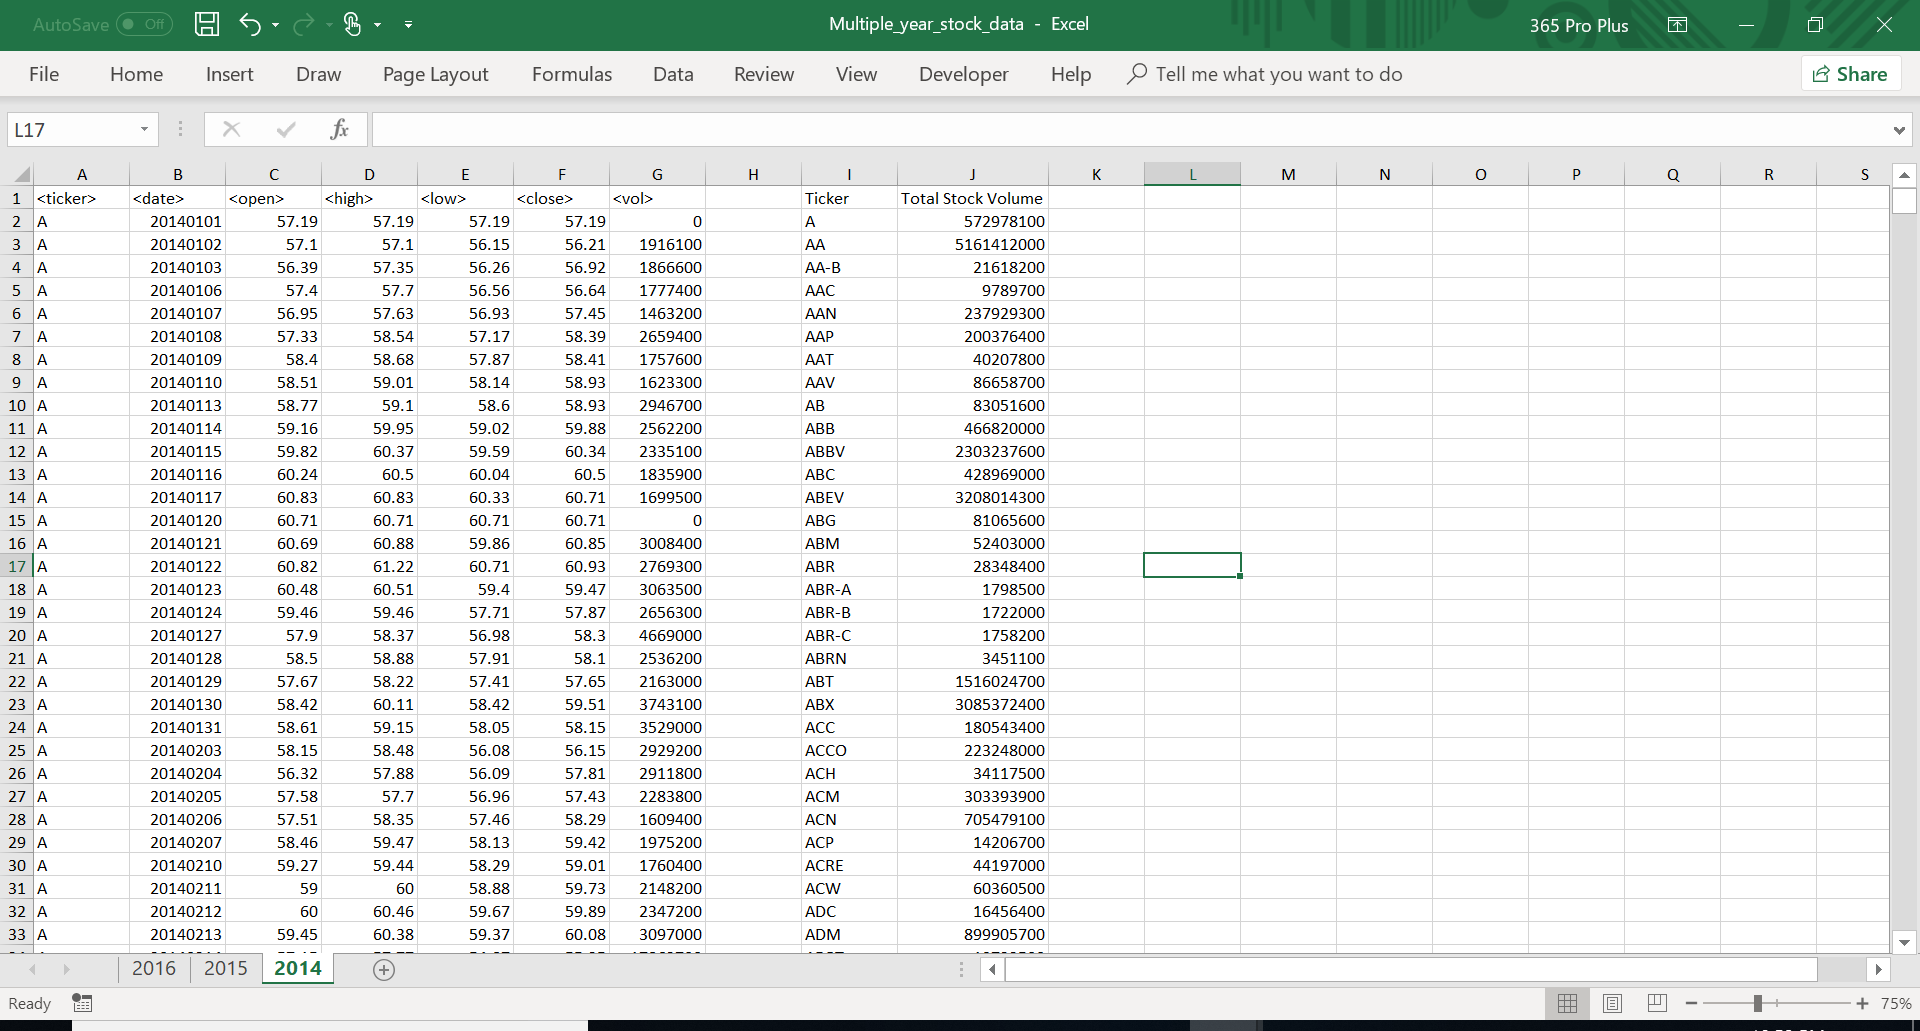 AutoSave Off Multiple_year_stock_data - Excel 365 Pro Plus
File Home Insert Draw Page Layout Formulas Data Review View Developer Help Tell me what you want to do Share
L17 fx
A B C D E F G H I J K L M N O P Q R S
1 <ticker> <date> <open> <high> <low> <close> <vol> Ticker Total Stock Volume
2 A 20140101 57.19 57.19 57.19 57.19 0 A 572978100
3 A 20140102 57.1 57.1 56.15 56.21 1916100 AA 5161412000
4 A 20140103 56.39 57.35 56.26 56.92 1866600 AA-B 21618200
5 A 20140106 57.4 57.7 56.56 56.64 1777400 AAC 9789700
6 A 20140107 56.95 57.63 56.93 57.45 1463200 AAN 237929300
7 A 20140108 57.33 58.54 57.17 58.39 2659400 AAP 200376400
8 A 20140109 58.4 58.68 57.87 58.41 1757600 AAT 40207800
9 A 20140110 58.51 59.01 58.14 58.93 1623300 AAV 86658700
10 A 20140113 58.77 59.1 58.6 58.93 2946700 AB 83051600
11 A 20140114 59.16 59.95 59.02 59.88 2562200 ABB 466820000
12 A 20140115 59.82 60.37 59.59 60.34 2335100 ABBV 2303237600
13 A 20140116 60.24 60.5 60.04 60.5 1835900 ABC 428969000
14 A 20140117 60.83 60.83 60.33 60.71 1699500 ABEV 3208014300
15 A 20140120 60.71 60.71 60.71 60.71 0 ABG 81065600
16 A 20140121 60.69 60.88 59.86 60.85 3008400 ABM 52403000
17 A 20140122 60.82 61.22 60.71 60.93 2769300 ABR 28348400
18 A 20140123 60.48 60.51 59.4 59.47 3063500 ABR-A 1798500
19 A 20140124 59.46 59.46 57.71 57.87 2656300 ABR-B 1722000
20 A 20140127 57.9 58.37 56.98 58.3 4669000 ABR-C 1758200
21 A 20140128 58.5 58.88 57.91 58.1 2536200 ABRN 3451100
22 A 20140129 57.67 58.22 57.41 57.65 2163000 ABT 1516024700
23 A 20140130 58.42 60.11 58.42 59.51 3743100 ABX 3085372400
24 A 20140131 58.61 59.15 58.05 58.15 3529000 ACC 180543400
25 A 20140203 58.15 58.48 56.08 56.15 2929200 ACCO 223248000
26 A 20140204 56.32 57.88 56.09 57.81 2911800 ACH 34117500
27 A 20140205 57.58 57.7 56.96 57.43 2283800 ACM 303393900
28 A 20140206 57.51 58.35 57.46 58.29 1609400 ACN 705479100
29 A 20140207 58.46 59.47 58.13 59.42 1975200 ACP 14206700
30 A 20140210 59.27 59.44 58.29 59.01 1760400 ACRE 44197000
31 A 20140211 59 60 58.88 59.73 2148200 ACW 60360500
32 A 20140212 60 60.46 59.67 59.89 2347200 ADC 16456400
33 A 20140213 59.45 60.38 59.37 60.08 3097000 ADM 899905700
2016 2015 2014
Ready 75%